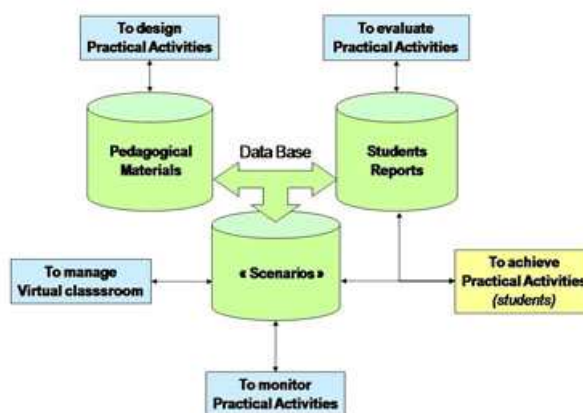 To design
Practical Activities
To evaluate
Practical Activities
Data Base
Pedagogical
Materials
Students
Reports
« Scenarios »
To manage
Virtual classsroom
To achieve
Practical Activities
(students)
To monitor
Practical Activities